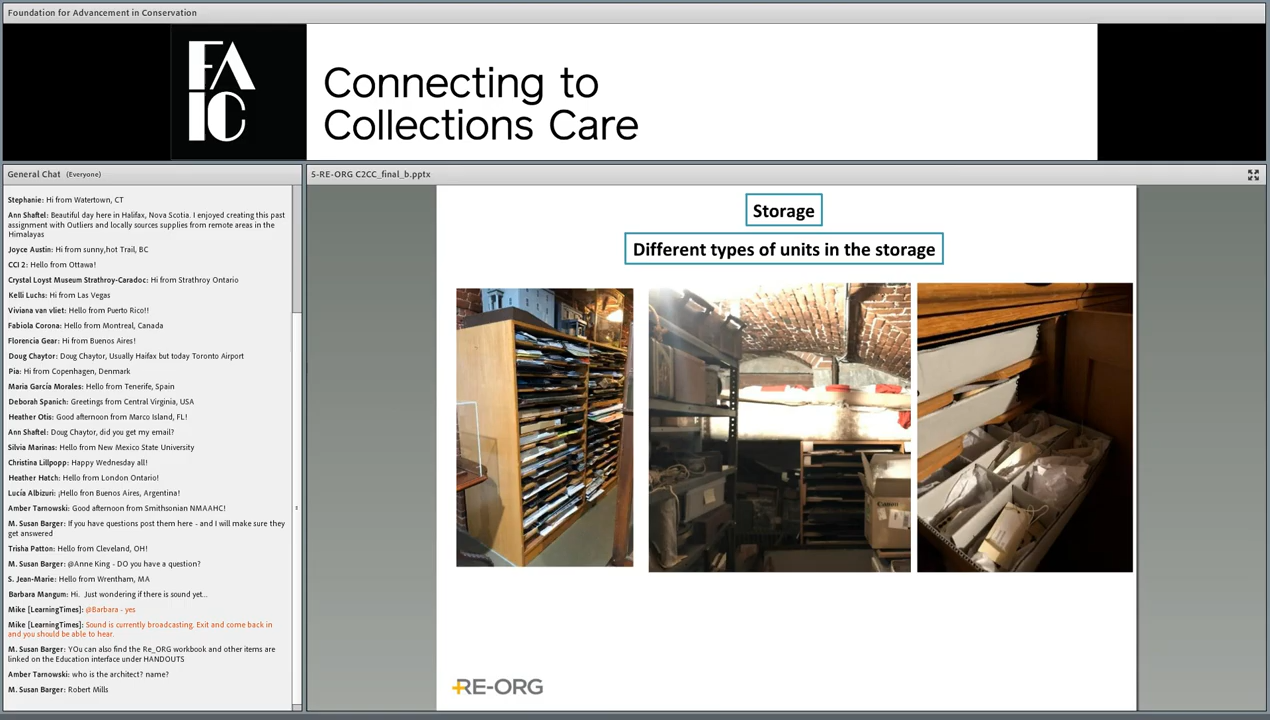 Foundation for Advancement in Conservation
FA
IC
Connecting to
Collections Care
General Chat (Everyone)
Stephanie: Hi from Watertown, CT
Ann Shaftel: Beautiful day here in Halifax, Nova Scotia. I enjoyed creating this past
assignment with Outliers and locally sources supplies from remote areas in the
Himalayas
Joyce Austin: Hi from sunny,hot Trail, BC
CCI 2: Hello from Ottawa!
Crystal Loyst Museum Strathroy-Caradoc: Hi from Strathroy Ontario
Kelli Luchs: Hi from Las Vegas
Viviana van vliet: Hello from Puerto Rico!!
Fabiola Corona: Hello from Montreal, Canada
Florencia Gear: Hi from Buenos Aires!
Doug Chaytor: Doug Chaytor, Usually Haifax but today Toronto Airport
Pia: Hi from Copenhagen, Denmark
Maria García Morales: Hello from Tenerife, Spain
Deborah Spanich: Greetings from Central Virginia, USA
Heather Otis: Good afternoon from Marco Island, FL!
Ann Shaftel: Doug Chaytor, did you get my email?
Silvia Marinas: Hello from New Mexico State University
Christina Lillpopp: Happy Wednesday all!
Heather Hatch: Hello from London Ontario!
Lucía Albizuri: ¡Hello fron Buenos Aires, Argentina!
Amber Tarnowski: Good afternoon from Smithsonian NMAAHC!
M. Susan Barger: If you have questions post them here - and I will make sure they
get answered
Trisha Patton: Hello from Cleveland, OH!
M. Susan Barger: @Anne King - DO you have a question?
S. Jean-Marie: Hello from Wrentham, MA
Barbara Mangum: Hi. Just wondering if there is sound yet...
Mike [LearningTimes]: @Barbara - yes
Mike [LearningTimes]: Sound is currently broadcasting. Exit and come back in
and you should be able to hear.
M. Susan Barger: YOu can also find the Re_ORG workbook and other items are
linked on the Education interface under HANDOUTS
Amber Tarnowski: who is the architect? name?
M. Susan Barger: Robert Mills
5-RE-ORG C2CC_final_b.pptx
Storage
Different types of units in the storage
RE-ORG